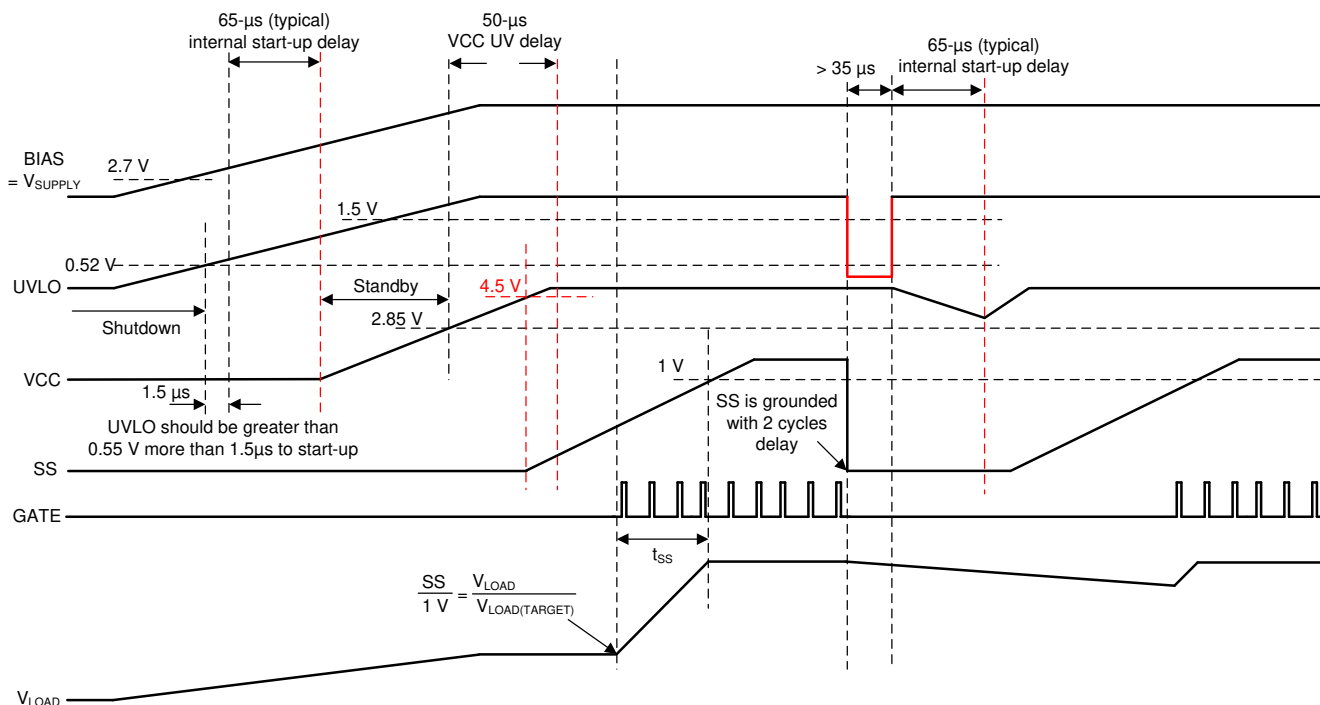 65-µs (typical)
internal start-up delay
50-µs
VCC UV delay
> 35 µs
65-µs (typical)
internal start-up delay
BIAS
= VSUPPLY
2.7 V
1.5 V
0.52 V
UVLO
Shutdown
Standby
4.5 V
2.85 V
VCC
1.5 µs
UVLO should be greater than
0.55 V more than 1.5µs to start-up
1 V
SS is grounded
with 2 cycles
delay
SS
GATE
tSS
SS / 1 V = VLOAD / VLOAD(TARGET)
VLOAD